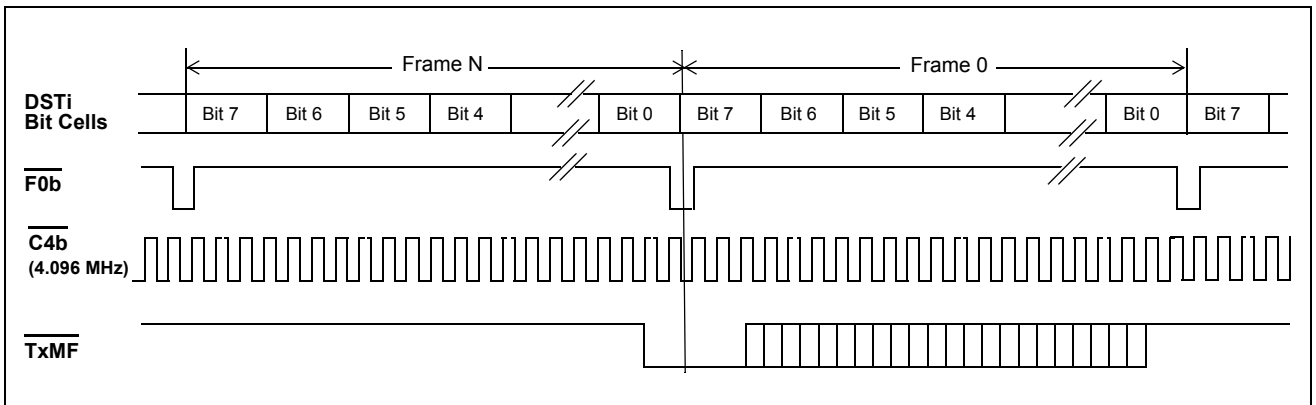 Frame N Frame 0
DSTi
Bit Cells
Bit 7 Bit 6 Bit 5 Bit 4 Bit 0 Bit 7 Bit 6 Bit 5 Bit 4 Bit 0 Bit 7
F0b
C4b
(4.096 MHz)
TxMF